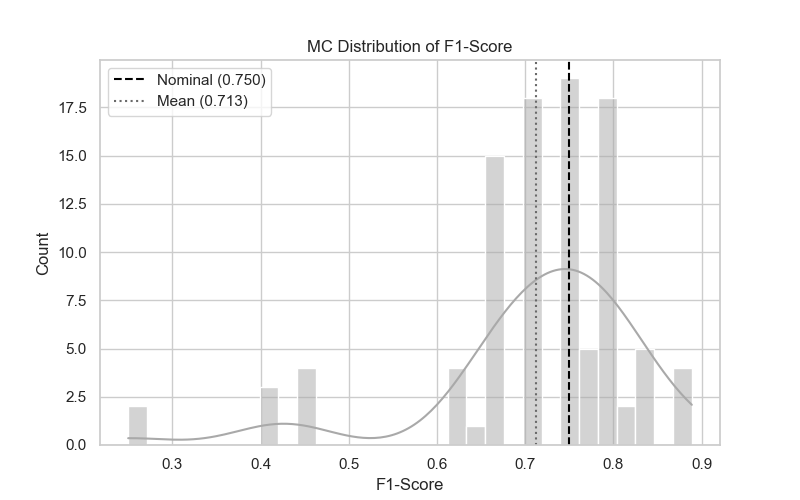 MC Distribution of F1-Score
Nominal (0.750)
Mean (0.713)
Count
17.5
15.0
12.5
10.0
7.5
5.0
2.5
0.0
0.3 0.4 0.5 0.6 0.7 0.8 0.9
F1-Score